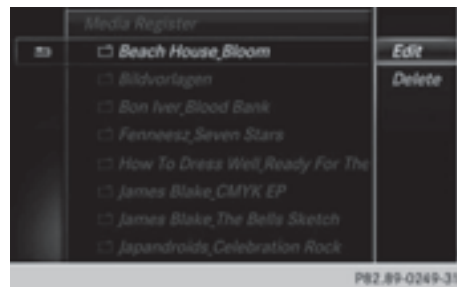 Media Register
Beach House_Bloom
Edit
Bildvorlagen
Delete
Bon Iver_Blood Bank
Fenneesz_Seven Stars
How To Dress Well_Ready For The
James Blake_CMYK EP
James Blake_The Bells Sketch
Japandroids_Celebration Rock
P82.89-0249-31